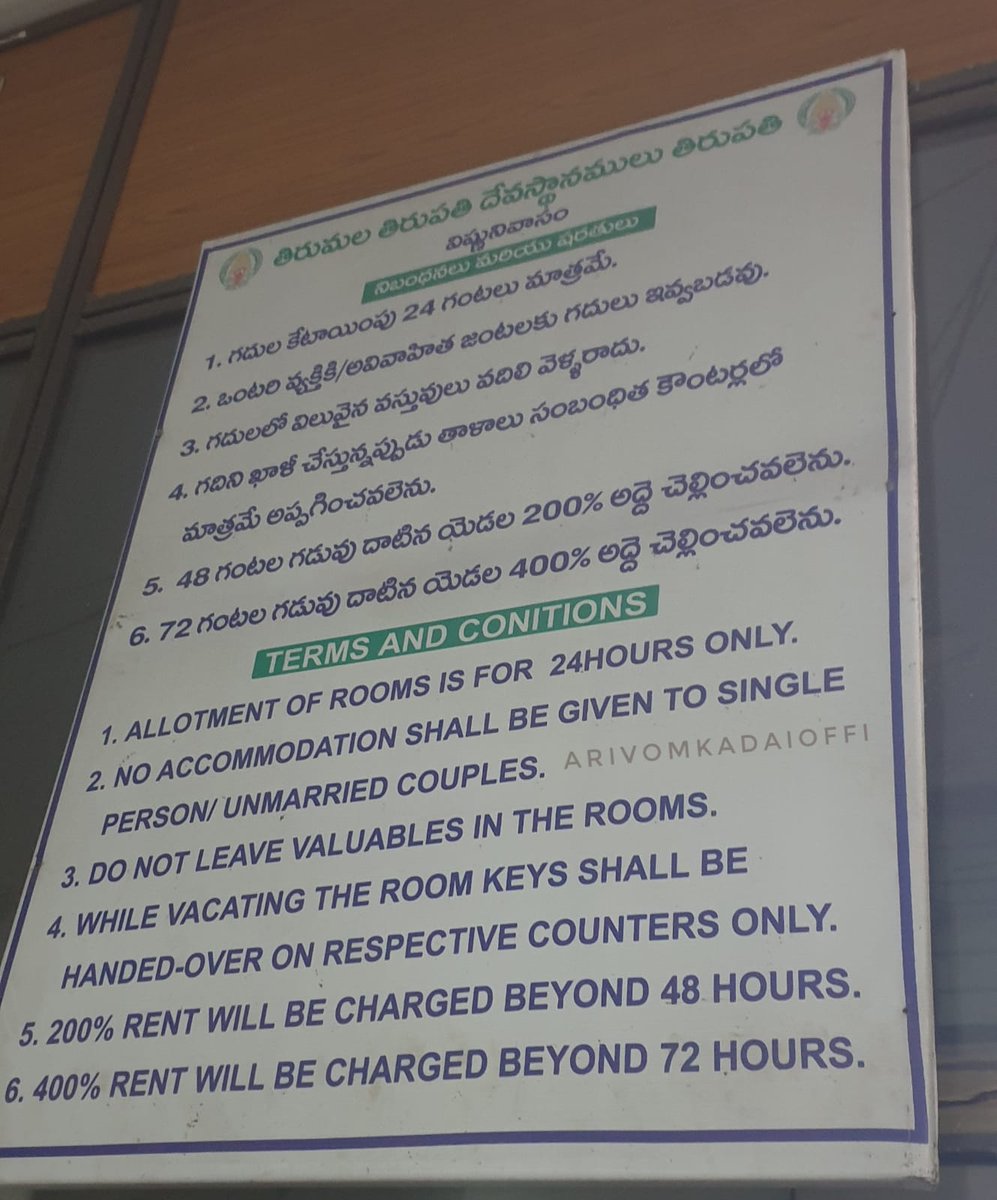 తిరుమల తిరుపతి దేవస్థానములు తిరుపతి
విష్ణునివాసం
నిబంధనలు మరియు షరతులు
1. గదుల కేటాయింపు 24 గంటలు మాత్రమే.
2. ఒంటరి వ్యక్తికి/అవివాహిత జంటలకు గదులు ఇవ్వబడవు.
3. గదులలో విలువైన వస్తువులు వదిలి వెళ్ళరాదు.
4. గదిని ఖాళీ చేస్తున్నప్పుడు తాళాలు సంబంధిత కౌంటర్లలో
మాత్రమే అప్పగించవలెను.
5. 48 గంటల గడువు దాటిన యెడల 200% అద్దె చెల్లించవలెను.
6. 72 గంటల గడువు దాటిన యెడల 400% అద్దె చెల్లించవలెను.
TERMS AND CONITIONS
1. ALLOTMENT OF ROOMS IS FOR 24HOURS ONLY.
2. NO ACCOMMODATION SHALL BE GIVEN TO SINGLE
PERSON/ UNMARRIED COUPLES.
ARIVOMKADAIOFFI
3. DO NOT LEAVE VALUABLES IN THE ROOMS.
4. WHILE VACATING THE ROOM KEYS SHALL BE
HANDED-OVER ON RESPECTIVE COUNTERS ONLY.
5. 200% RENT WILL BE CHARGED BEYOND 48 HOURS.
6. 400% RENT WILL BE CHARGED BEYOND 72 HOURS.